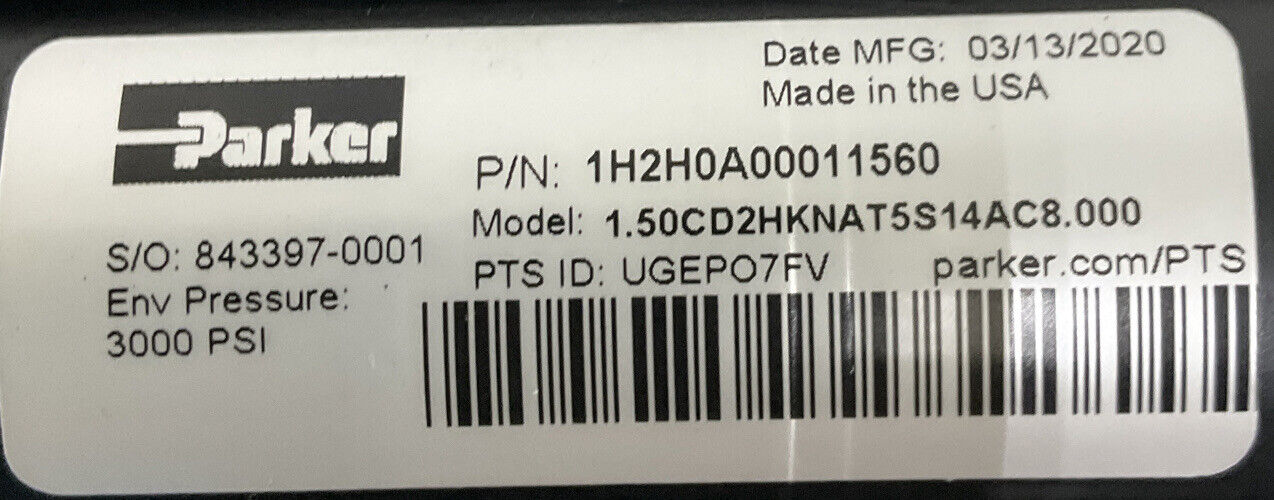 Parker
Date MFG: 03/13/2020
Made in the USA
P/N: 1H2H0A00011560
Model: 1.50CD2HKNAT5S14AC8.000
S/O: 843397-0001
PTS ID: UGEPO7FV
parker.com/PTS
Env Pressure:
3000 PSI